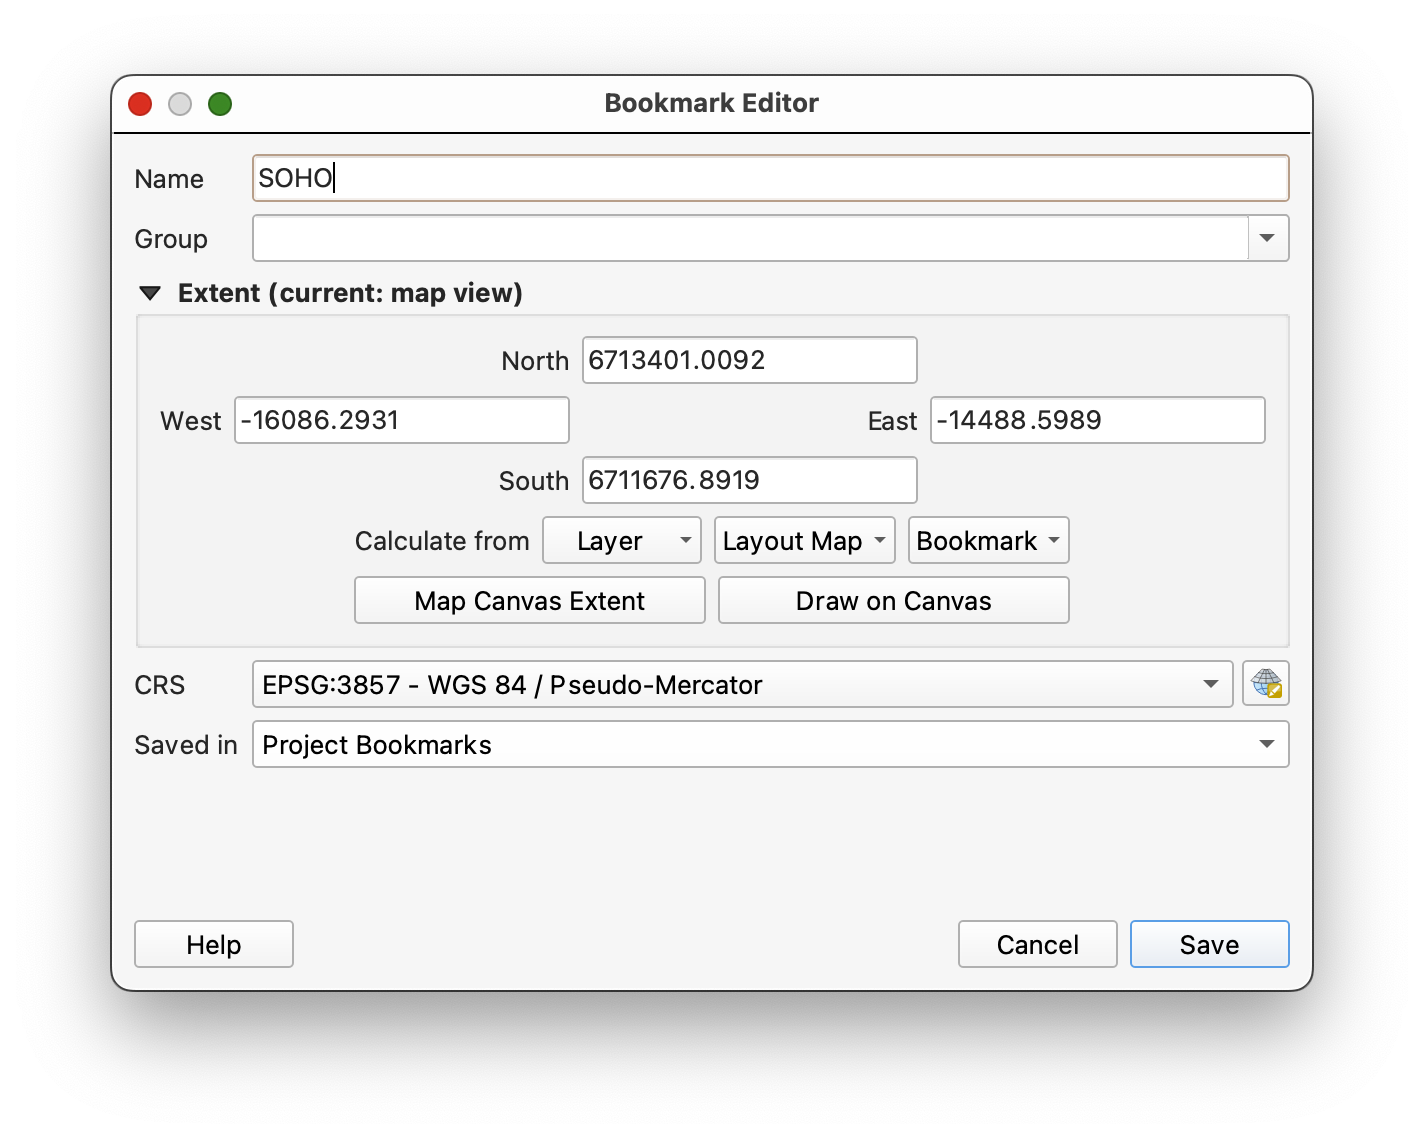 Bookmark Editor
Name SOHO
Group
Extent (current: map view)
North 6713401.0092
West -16086.2931 East -14488.5989
South 6711676.8919
Calculate from Layer Layout Map Bookmark
Map Canvas Extent Draw on Canvas
CRS EPSG:3857 - WGS 84 / Pseudo-Mercator
Saved in Project Bookmarks
Help Cancel Save